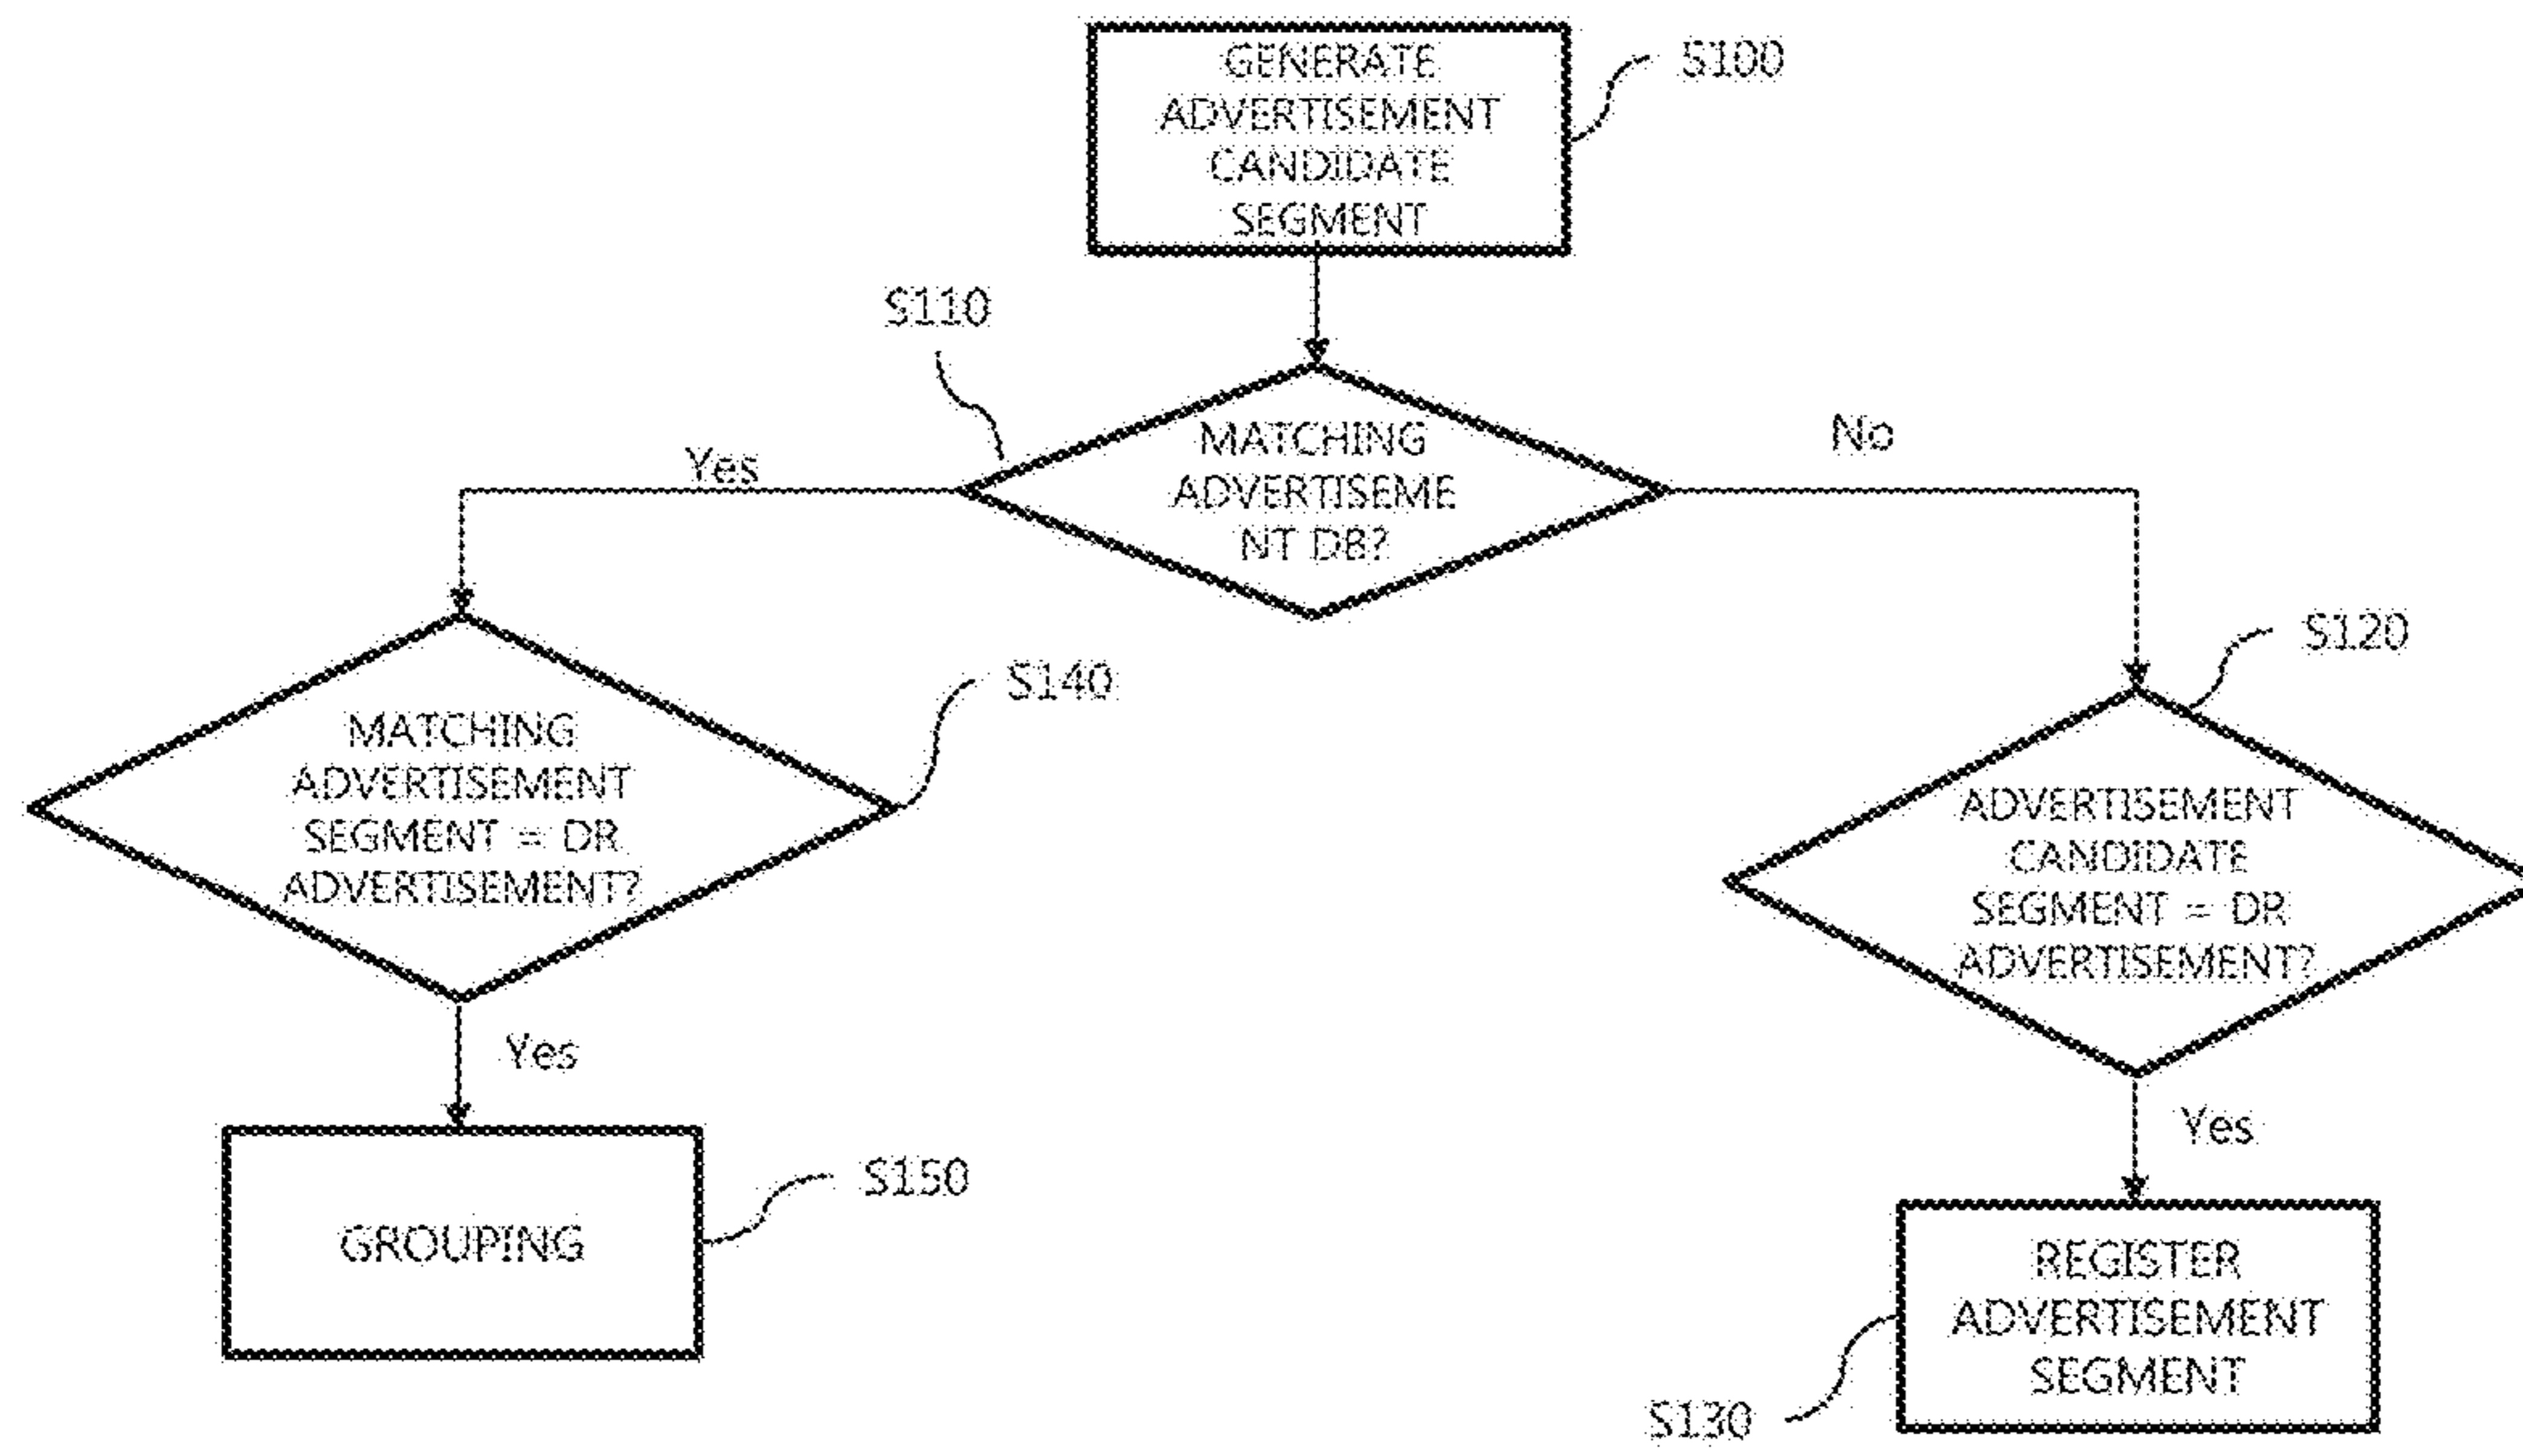 GENERATE
ADVERTISEMENT
CANDIDATE
SEGMENT
S100
S110
MATCHING
ADVERTISEME
NT DB?
Yes
No
S120
S140
MATCHING
ADVERTISEMENT
SEGMENT = DR
ADVERTISEMENT?
ADVERTISEMENT
CANDIDATE
SEGMENT = DR
ADVERTISEMENT?
Yes
Yes
S150
GROUPING
REGISTER
ADVERTISEMENT
SEGMENT
S130